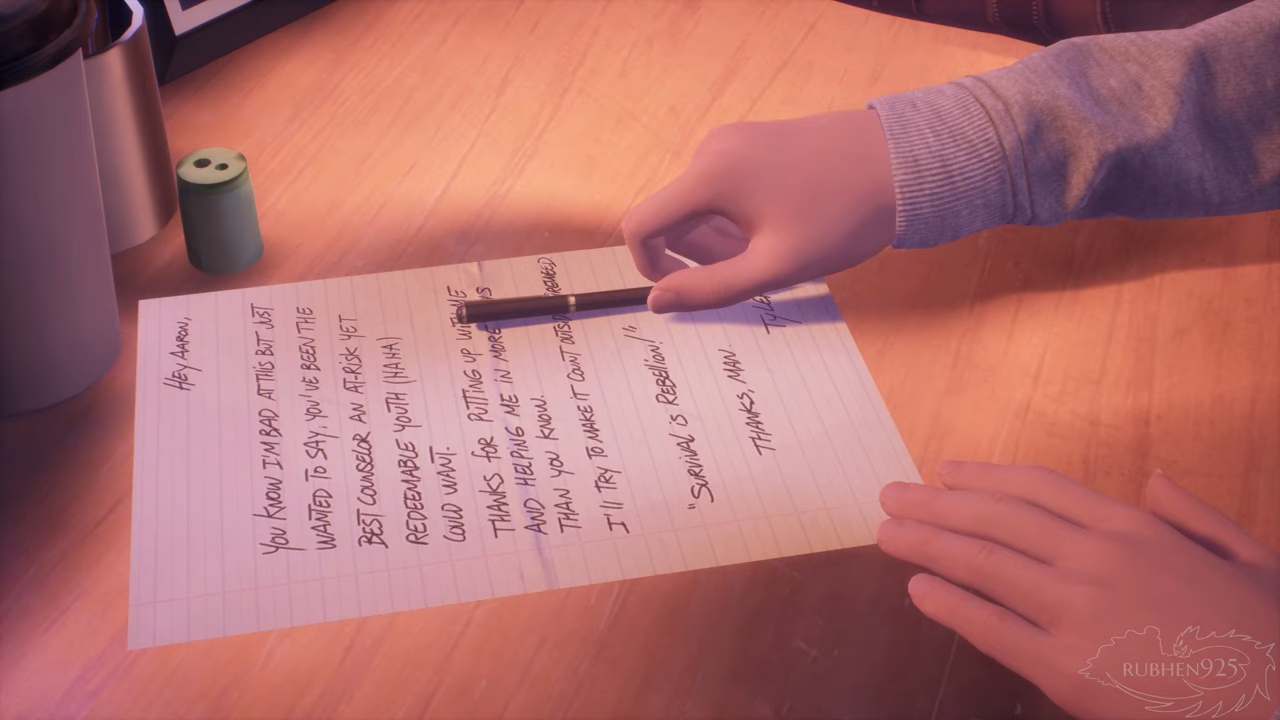 HEY AARON,
YOU KNOW I'M BAD AT THIS BUT JUST
WANTED TO SAY, YOU'VE BEEN THE
BEST COUNSELOR AN AT-RISK YET
REDEEMABLE YOUTH (HA HA)
COULD WANT.
THANKS FOR PUTTING UP WITH ME
AND HELPING ME IN MORE
THAN YOU KNOW.
I'LL TRY TO MAKE IT COUNT
"SURVIVAL IS REBELLION!"
THANKS, MAN.
TYLER
RUBHEN925